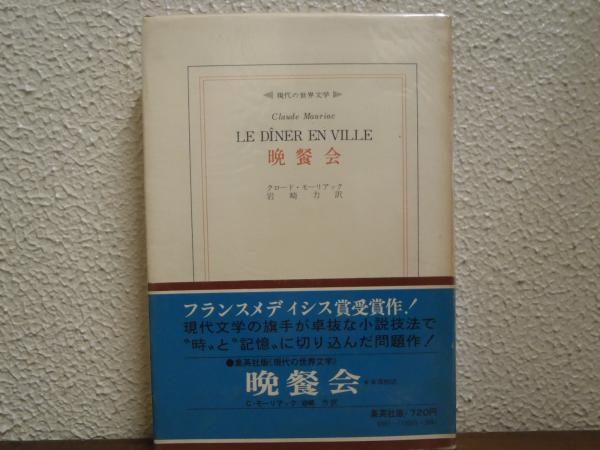 現代の世界文学
Claude Mauriac
LE DÎNER EN VILLE
晩餐会
クロード・モーリアック
岩崎力訳
フランスメディシス賞受賞作!
現代文学の旗手が卓抜な小説技法で
〝時〟と〝記憶〟に切り込んだ問題作!
●集英社版《現代の世界文学》
晩餐会
C・モーリアック 岩崎 力訳
集英社版/720円